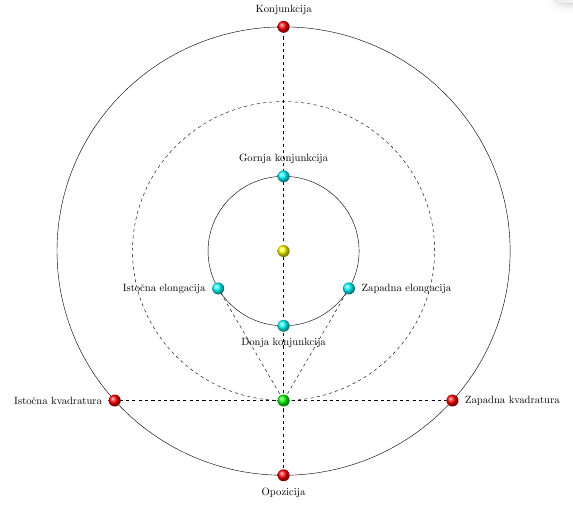 Konjunkcija
Gornja konjunkcija
Istočna elongacija
Zapadna elongacija
Donja konjunkcija
Istočna kvadratura
Zapadna kvadratura
Opozicija